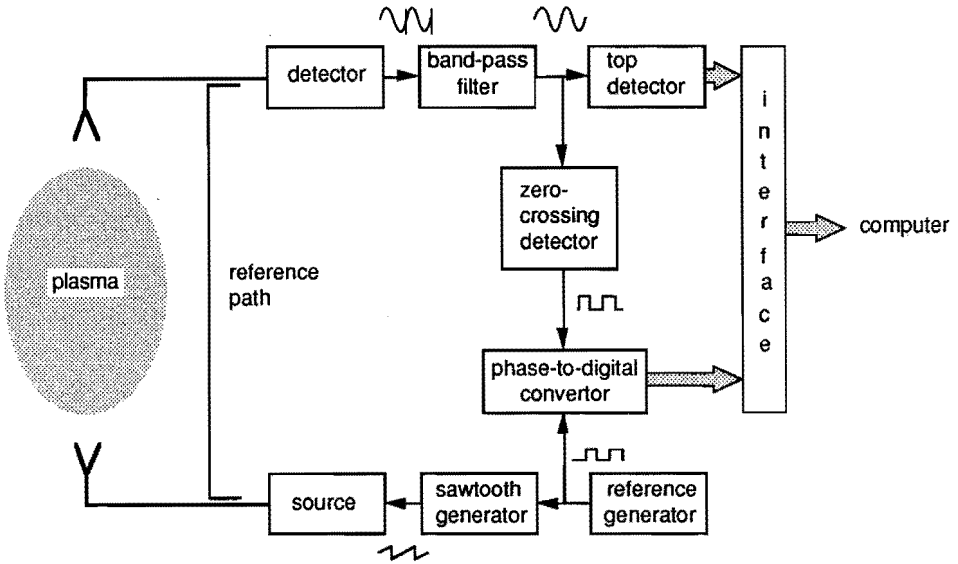 detector
band-pass
filter
top
detector
interface
zero-
crossing
detector
computer
plasma
reference
path
phase-to-digital
convertor
source
sawtooth
generator
reference
generator